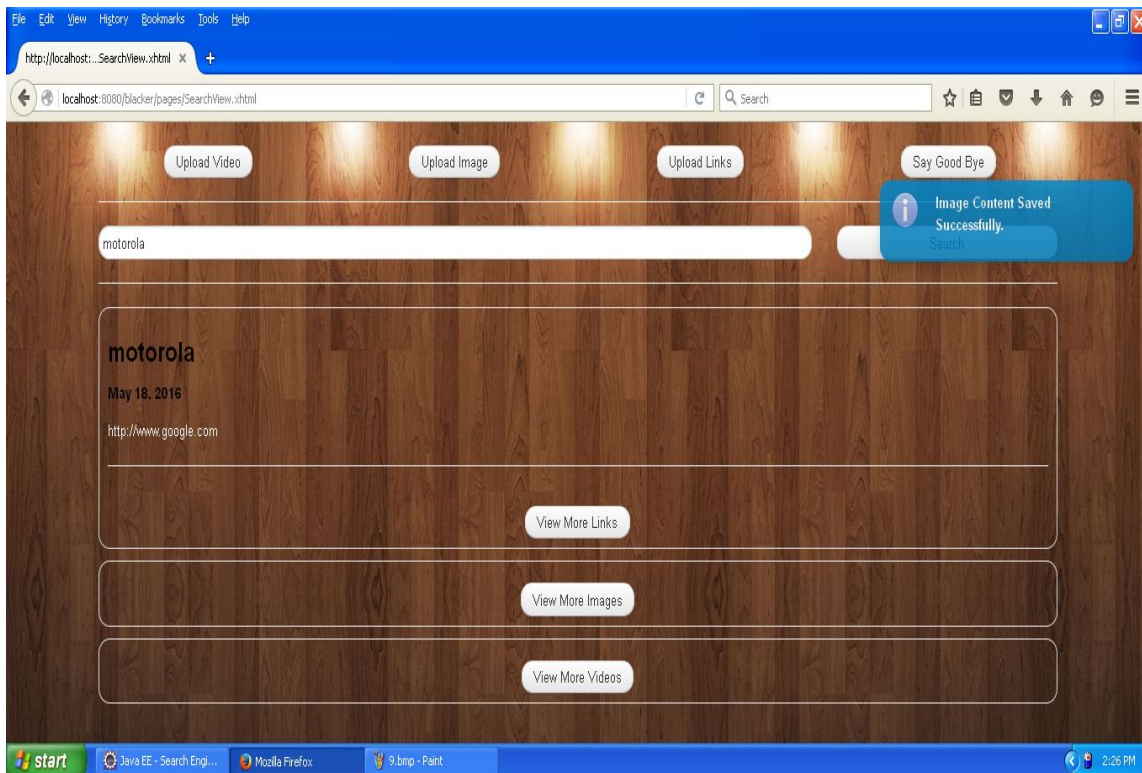 File Edit View History Bookmarks Tools Help
http://localhost:...SearchView.xhtml × +
localhost:8080/blacker/pages/SearchView.xhtml
Search
Upload Video
Upload Image
Upload Links
Say Good Bye
Image Content Saved
Successfully.
motorola
Search
motorola
May 18, 2016
http://www.google.com
View More Links
View More Images
View More Videos
start
Java EE - Search Engi...
Mozilla Firefox
9.bmp - Paint
2:26 PM